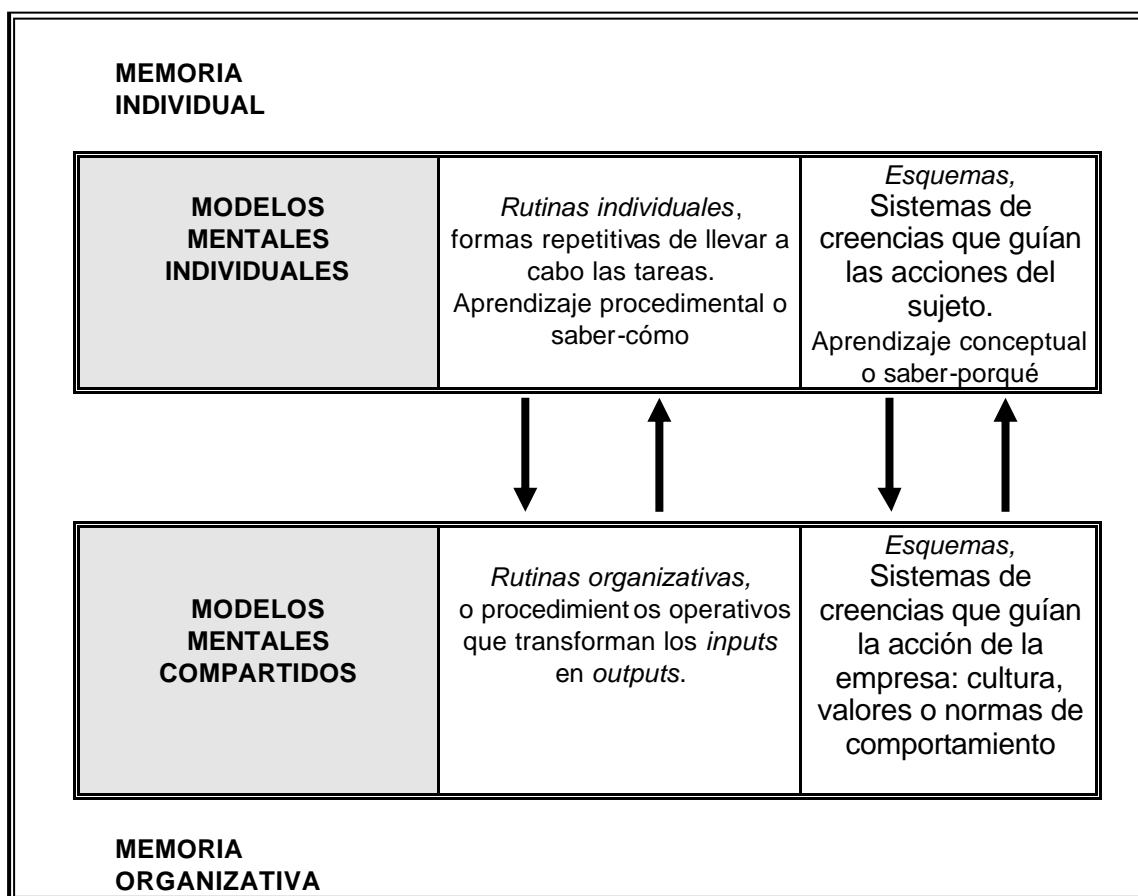 MEMORIA
INDIVIDUAL
MODELOS
MENTALES
INDIVIDUALES
Rutinas individuales,
formas repetitivas de llevar a
cabo las tareas.
Aprendizaje procedimental o
saber-cómo
Esquemas,
Sistemas de
creencias que guían
las acciones del
sujeto.
Aprendizaje conceptual
o saber-porqué
MODELOS
MENTALES
COMPARTIDOS
Rutinas organizativas,
o procedimient os operativos
que transforman los inputs
en outputs.
Esquemas,
Sistemas de
creencias que guían
la acción de la
empresa: cultura,
valores o normas de
comportamiento
MEMORIA
ORGANIZATIVA